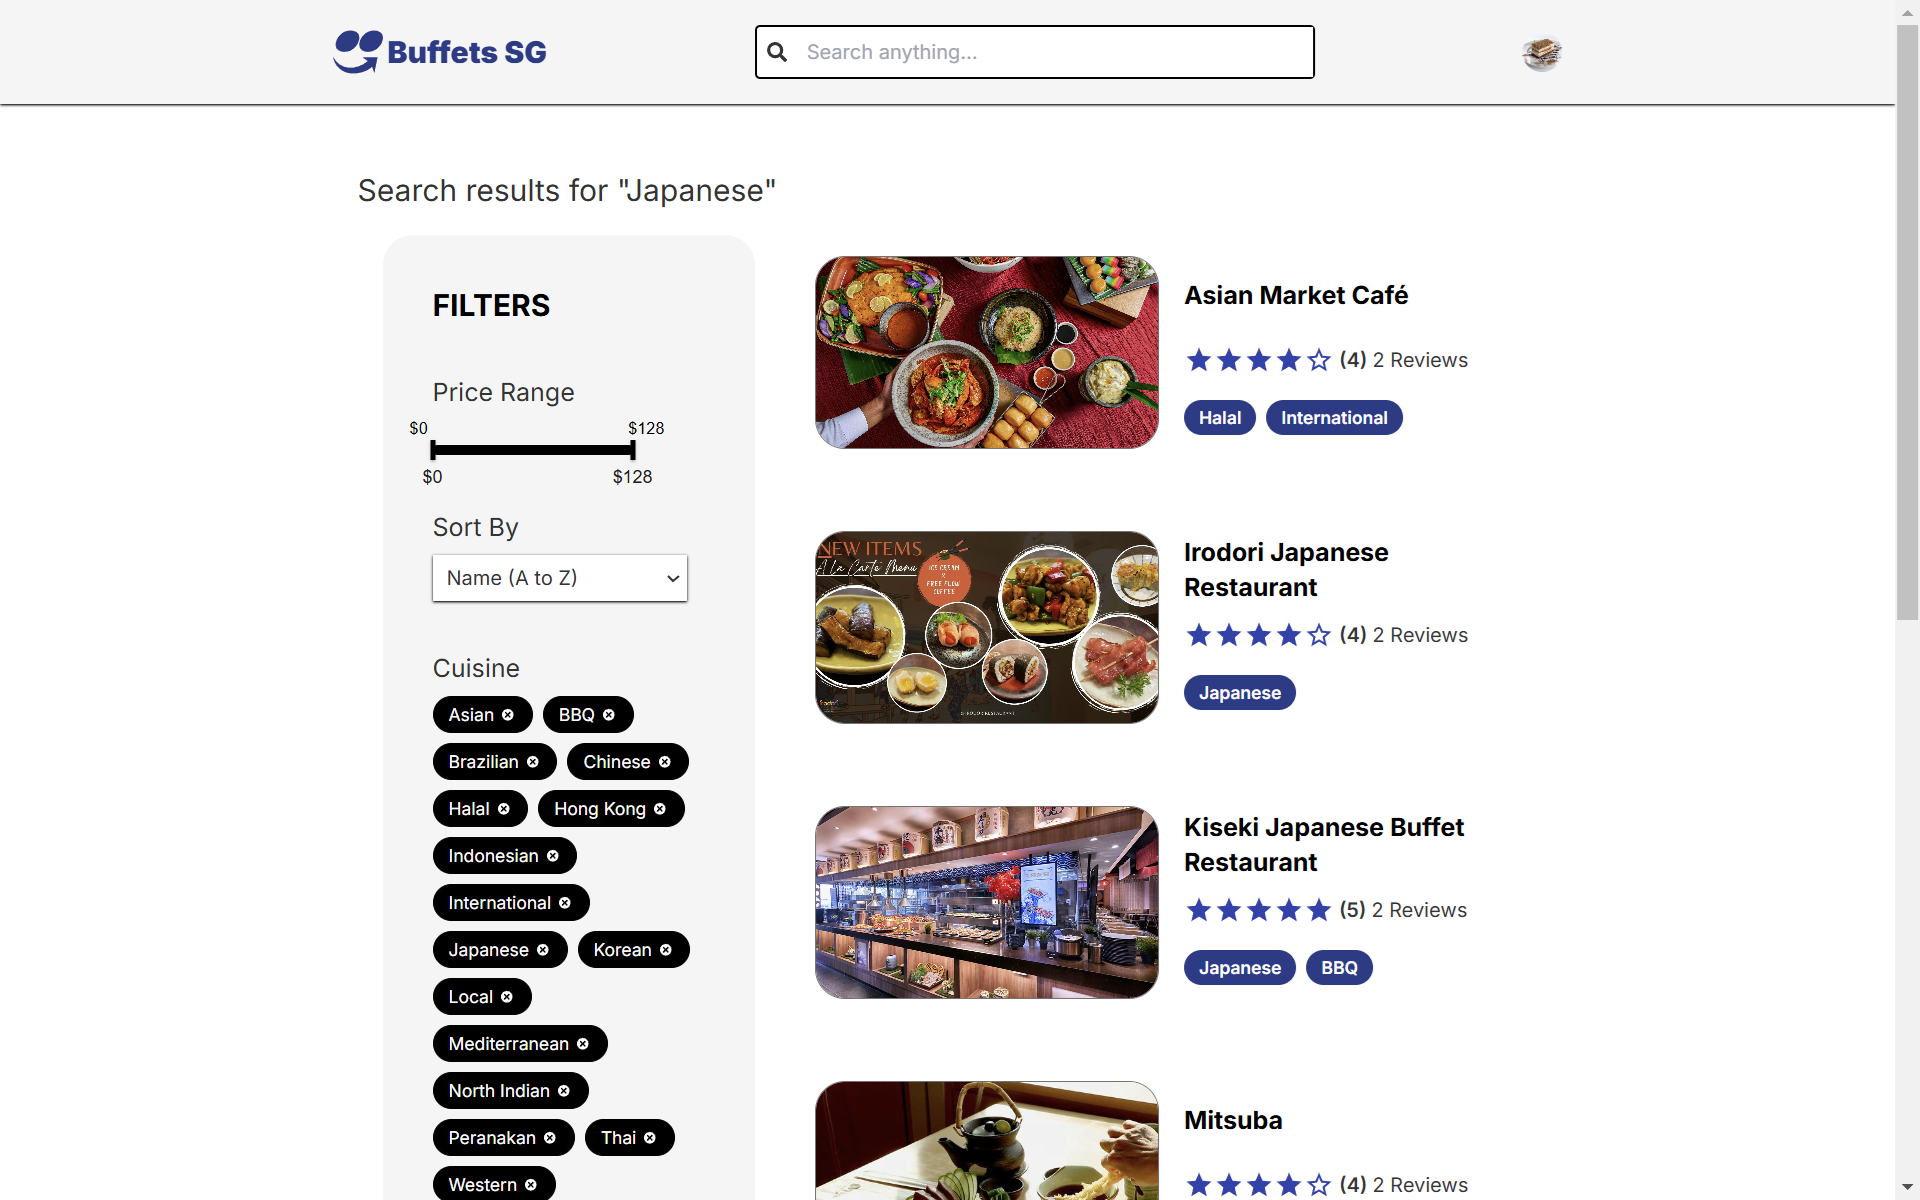 Buffets SG
Search anything...
Search results for "Japanese"
FILTERS
Price Range
$0 $128
$0 $128
Sort By
Name (A to Z)
Cuisine
Asian
BBQ
Brazilian
Chinese
Halal
Hong Kong
Indonesian
International
Japanese
Korean
Local
Mediterranean
North Indian
Peranakan
Thai
Western
Asian Market Café
(4) 2 Reviews
Halal
International
NEW ITEMS
A La Carte Menu
ICE CREAM
&
FREE FLOW
COFFEE
Irodori Japanese
Restaurant
(4) 2 Reviews
Japanese
Kiseki Japanese Buffet
Restaurant
(5) 2 Reviews
Japanese
BBQ
Mitsuba
(4) 2 Reviews